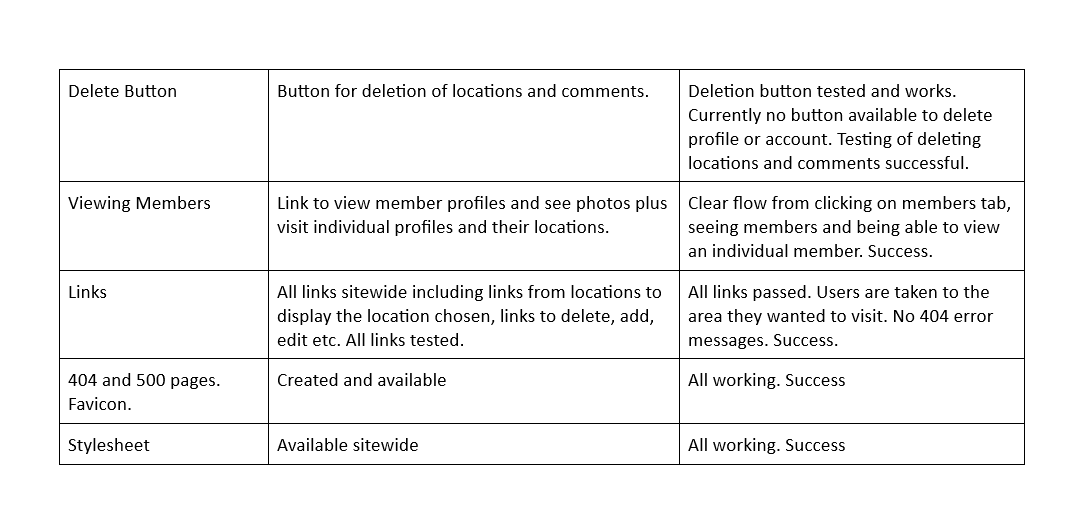 Delete Button
Button for deletion of locations and comments.
Deletion button tested and works.
Currently no button available to delete
profile or account. Testing of deleting
locations and comments successful.
Viewing Members
Link to view member profiles and see photos plus
visit individual profiles and their locations.
Clear flow from clicking on members tab,
seeing members and being able to view
an individual member. Success.
Links
All links sitewide including links from locations to
display the location chosen, links to delete, add,
edit etc. All links tested.
All links passed. Users are taken to the
area they wanted to visit. No 404 error
messages. Success.
404 and 500 pages.
Favicon.
Created and available
All working. Success
Stylesheet
Available sitewide
All working. Success